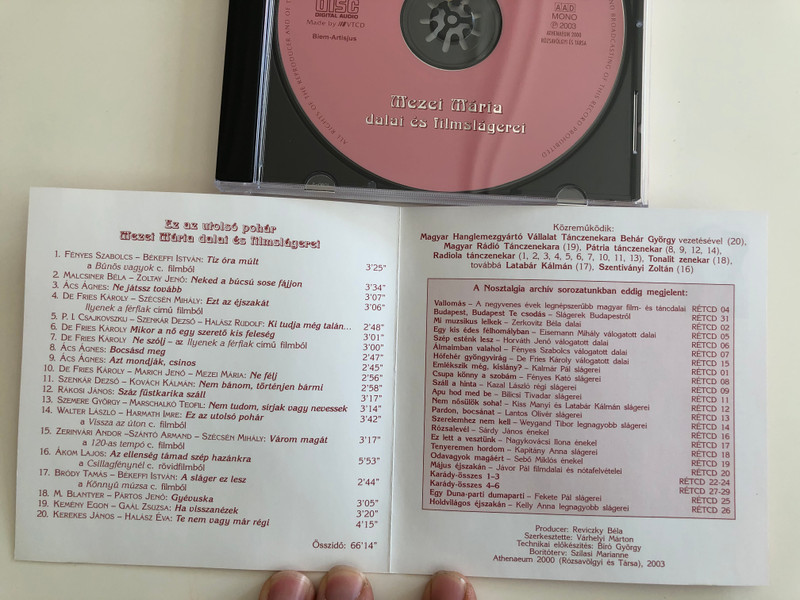 DISC
DIGITAL AUDIO
Made by VTCD
Biem-Artisjus
AAD
MONO
℗ 2003
ATHENAEUM 2000
RÓZSAVÖLGYI ÉS TÁRSA
ALL RIGHTS OF THE REPRODUCER AND OF
BROADCASTING OF THIS RECORD PROHIBITED
Mezei Mária
dalai és filmslágerei
Ez az utolsó pohár
Mezei Mária dalai és filmslágerei
1. FÉNYES SZABOLCS – BÉKEFFI ISTVÁN: Tíz óra múlt
a Bűnös vagyok c. filmből 3'25"
2. MALCSINER BÉLA – ZOLTAY JENŐ: Neked a búcsú sose fájjon 3'34"
3. ÁCS ÁGNES: Ne játssz tovább 3'07"
4. DE FRIES KÁROLY – SZÉCSÉN MIHÁLY: Ezt az éjszakát 3'06"
Ilyenek a férfiak című filmből
5. P. I. CSAJKOVSZKIJ – SZENKÁR DEZSŐ – HALÁSZ RUDOLF: Ki tudja még talán... 2'48"
6. DE FRIES KÁROLY Mikor a nő egy szerető kis feleség 3'01"
7. DE FRIES KÁROLY Ne szólj – az Ilyenek a férfiak című filmből 3'00"
8. ÁCS ÁGNES: Bocsásd meg 2'47"
9. ÁCS ÁGNES: Azt mondják, csinos 2'45"
10. DE FRIES KÁROLY – MARICH JENŐ – MEZEI MÁRIA: Ne félj 2'56"
11. SZENKÁR DEZSŐ – KOVÁCH KÁLMÁN: Nem bánom, történjen bármi 2'58"
12. RÁKOSI JÁNOS: Száz füstkarika száll 3'17"
13. SZEMERE GYÖRGY – MARSCHALKÓ TEOFIL: Nem tudom, sírjak vagy nevessek 3'14"
14. WALTER LÁSZLÓ – HARMATH IMRE: Ez az utolsó pohár 3'42"
a Vissza az úton c. filmből
15. ZERINVÁRI ANDOR – SZÁNTÓ ARMAND – SZÉCSÉN MIHÁLY: Várom magát
a 120-as tempó c. filmből 3'17"
16. ÁKOM LAJOS: Az ellenség támad szép hazánkra
a Csillagfénynél c. rövidfilmből 5'53"
17. BRÓDY TAMÁS – BÉKEFFI ISTVÁN: A sláger ez lesz
a Könnyű múzsa c. filmből 2'44"
18. M. BLANTYER – PÁRTOS JENŐ: Gyévuska
19. KEMÉNY EGON – GAÁL ZSUZSA: Ha visszanézek 3'05"
20. KEREKES JÁNOS – HALÁSZ ÉVA: Te nem vagy már régi 3'20"
4'15"
Összidő: 66'14"
Közreműködik:
Magyar Hanglemezgyártó Vállalat Tánczenekara Behár György vezetésével (20),
Magyar Rádió Tánczenekara (19), Pátria tánczenekar (8, 9, 12, 14),
Radiola tánczenekar (1, 2, 3, 4, 5, 6, 7, 10, 11, 13), Tonalit zenekar (18),
továbbá Latabár Kálmán (17), Szentiványi Zoltán (16)
A Nosztalgia archív sorozatunkban eddig megjelent:
Vallomás – A negyvenes évek legnépszerűbb magyar film- és táncdalai RÉTCD 04
Budapest, Budapest Te csodás – Slágerek Budapestről RÉTCD 31
Mi muzsikus lelkek – Zerkovitz Béla dalai RÉTCD 02
Egy kis édes félhomályban – Eisemann Mihály válogatott dalai RÉTCD 05
Szép esténk lesz – Horváth Jenő válogatott dalai RÉTCD 06
Álmaimban valahol – Fényes Szabolcs válogatott dalai RÉTCD 07
Hófehér gyöngyvirág – De Fries Károly válogatott dalai RÉTCD 15
Emlékszik még, kislány? – Kalmár Pál slágerei RÉTCD 01
Csupa könny a szobám – Fényes Kató slágerei RÉTCD 08
Száll a hinta – Kazal László régi slágerei RÉTCD 09
Apu hod med be – Bilicsi Tivadar slágerei RÉTCD 11
Nem nősülök soha! – Kiss Manyi és Latabár Kálmán slágerei RÉTCD 12
Pardon, bocsánat – Lantos Olivér slágerei RÉTCD 13
Szerelemhez nem kell – Weygand Tibor legnagyobb slágerei RÉTCD 14
Rózsalevél – Sárdy János énekel RÉTCD 16
Ez lett a vesztünk – Nagykovácsi Ilona énekel RÉTCD 17
Tenyeremen hordom – Kapitány Anna slágerei RÉTCD 18
Odavagyok magáért – Sebő Miklós énekel RÉTCD 19
Május éjszakán – Jávor Pál filmdalai és nótafelvételei RÉTCD 20
Karády-összes 1–3 RÉTCD 22-24
Karády-összes 4–6 RÉTCD 27-29
Egy Duna-parti dumaparti – Fekete Pál slágerei RÉTCD 25
Holdvilágos éjszakán – Kelly Anna legnagyobb slágerei RÉTCD 26
Producer: Reviczky Béla
Szerkesztette: Várhelyi Márton
Technikai előkészítés: Bíró György
Borítóterv: Szilasi Marianne
Athenaeum 2000 (Rózsavölgyi és Társa), 2003